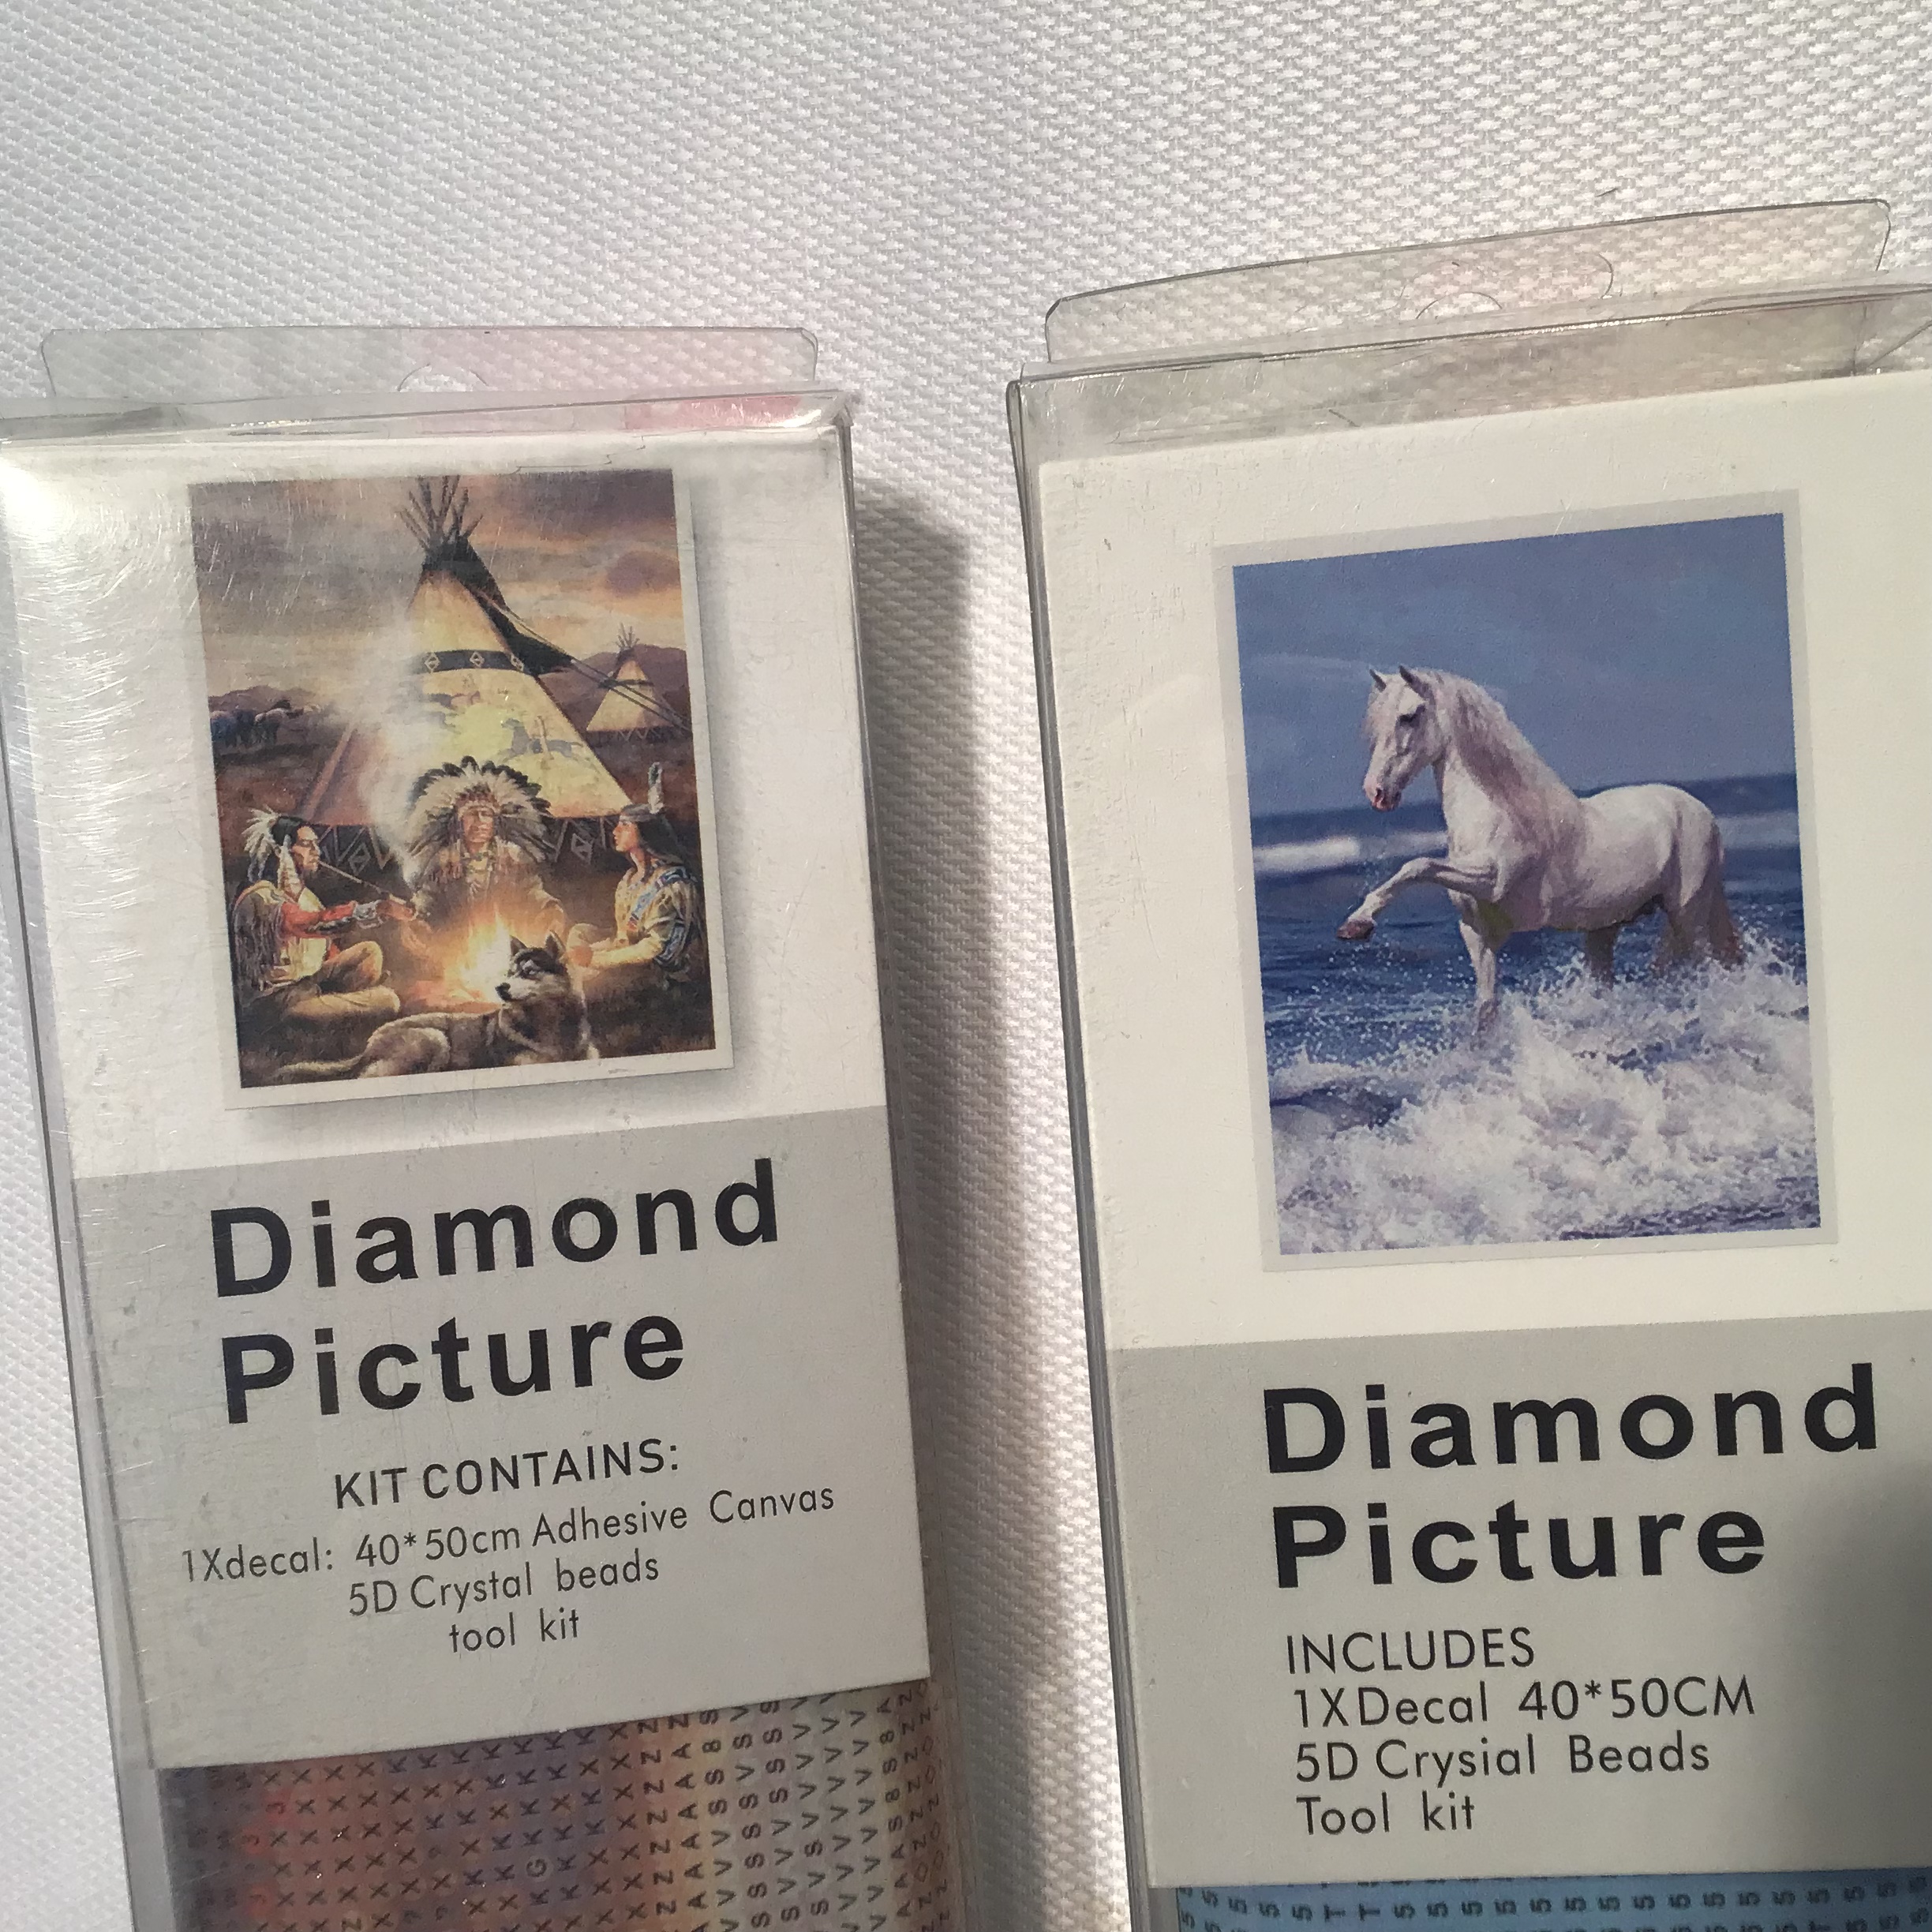 Diamond
Picture
KIT CONTAINS:
1Xdecal: 40*50cm Adhesive Canvas
5D Crystal beads
tool kit
Diamond
Picture
INCLUDES
1XDecal 40*50CM
5D Crysial Beads
Tool kit